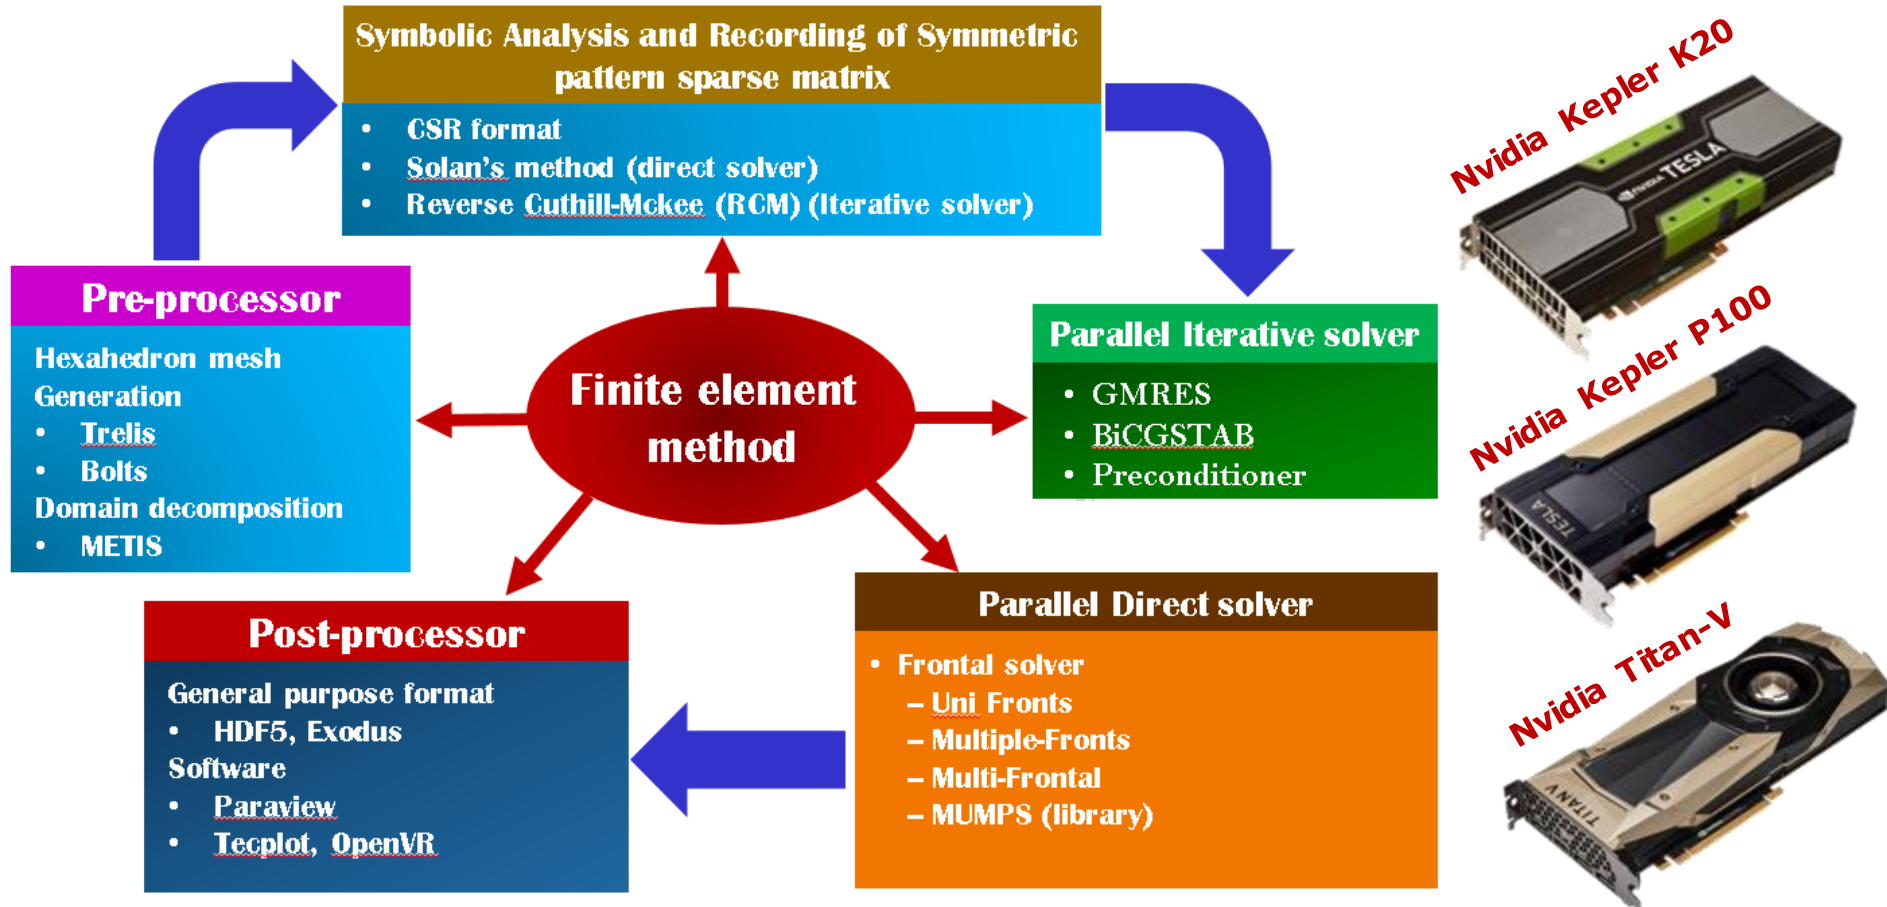 Symbolic Analysis and Recording of Symmetric
pattern sparse matrix
• CSR format
• Solan's method (direct solver)
• Reverse Cuthill-Mckee (RCM) (Iterative solver)
Pre-processor
Hexahedron mesh
Generation
• Trelis
• Bolts
Domain decomposition
• METIS
Finite element
method
Parallel Iterative solver
• GMRES
• BiCGSTAB
• Preconditioner
Post-processor
General purpose format
• HDF5, Exodus
Software
• Paraview
• Tecplot, OpenVR
Parallel Direct solver
• Frontal solver
– Uni Fronts
– Multiple-Fronts
– Multi-Frontal
– MUMPS (library)
Nvidia Kepler K20
NVIDIA TESLA
Nvidia Kepler P100
TESLA
Nvidia Titan-V
TITAN V